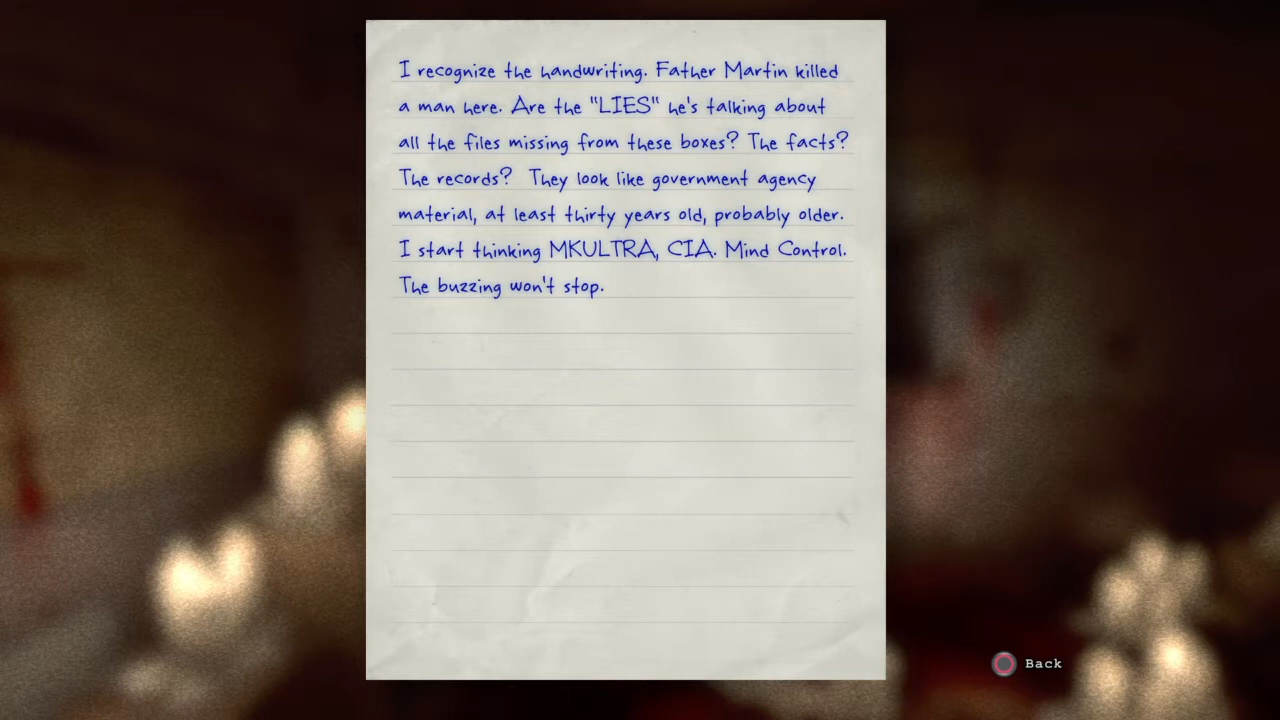 I recognize the handwriting. Father Martin killed
a man here. Are the "LIES" he's talking about
all the files missing from these boxes? The facts?
The records?  They look like government agency
material, at least thirty years old, probably older.
I start thinking MKULTRA, CIA. Mind Control.
The buzzing won't stop.
Back